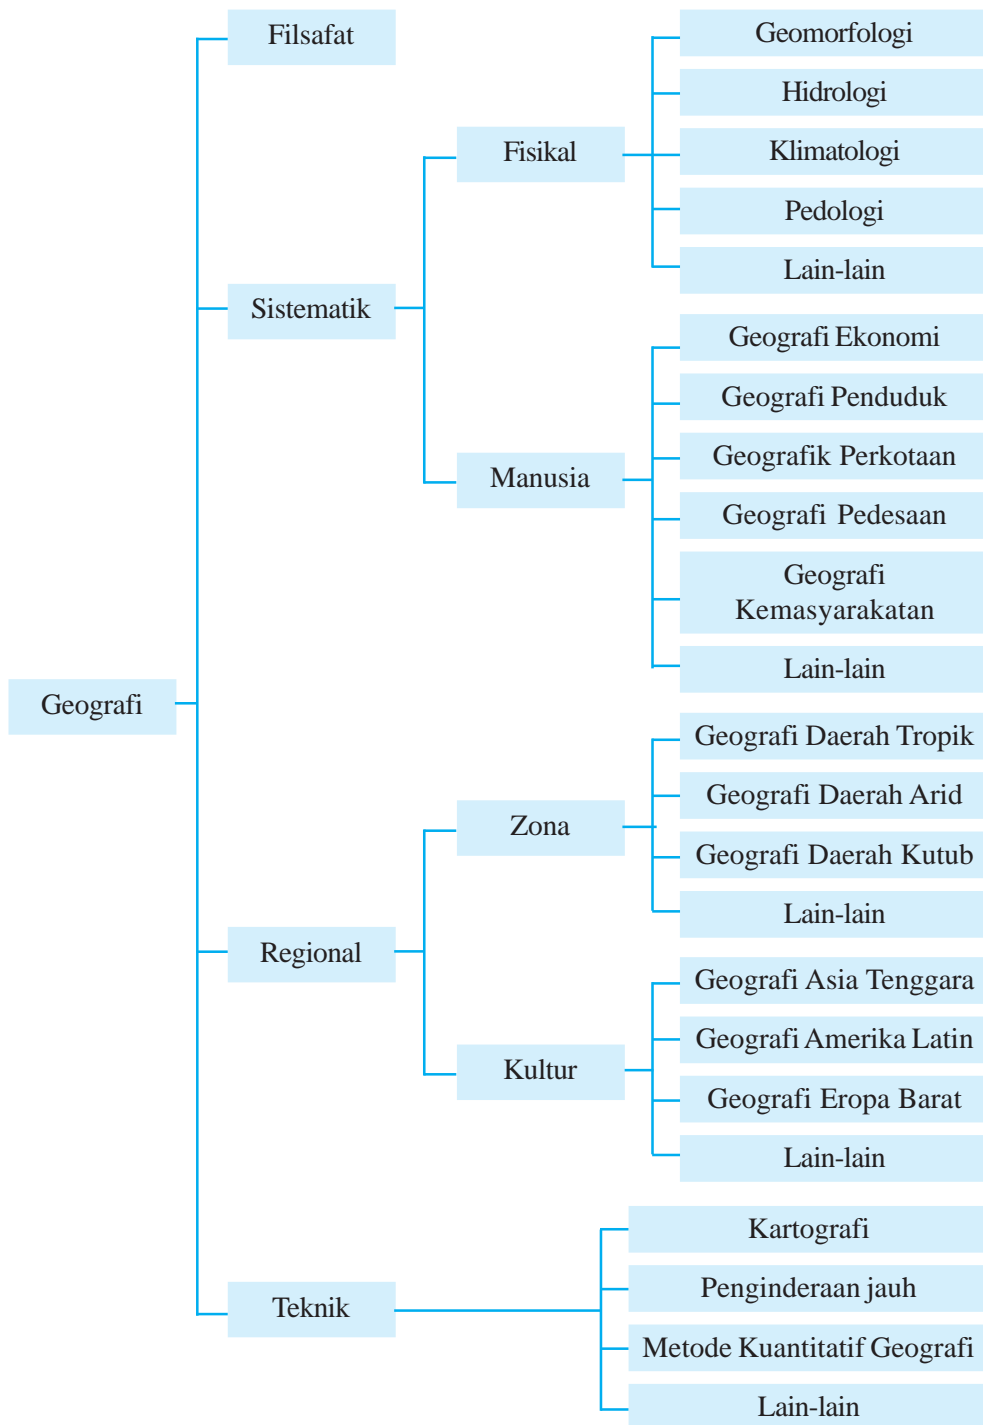 Filsafat
Geomorfologi
Hidrologi
Fisikal
Klimatologi
Pedologi
Lain-lain
Sistematik
Geografi Ekonomi
Geografi Penduduk
Geografik Perkotaan
Manusia
Geografi Pedesaan
Geografi
Kemasyarakatan
Lain-lain
Geografi
Geografi Daerah Tropik
Geografi Daerah Arid
Zona
Geografi Daerah Kutub
Lain-lain
Regional
Geografi Asia Tenggara
Geografi Amerika Latin
Kultur
Geografi Eropa Barat
Lain-lain
Kartografi
Penginderaan jauh
Teknik
Metode Kuantitatif Geografi
Lain-lain